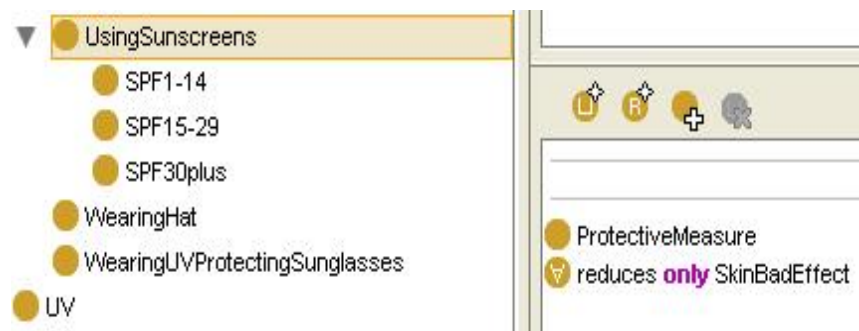 UsingSunscreens
SPF1-14
SPF15-29
SPF30plus
WearingHat
WearingUVProtectingSunglasses
UV
ProtectiveMeasure
reduces only SkinBadEffect